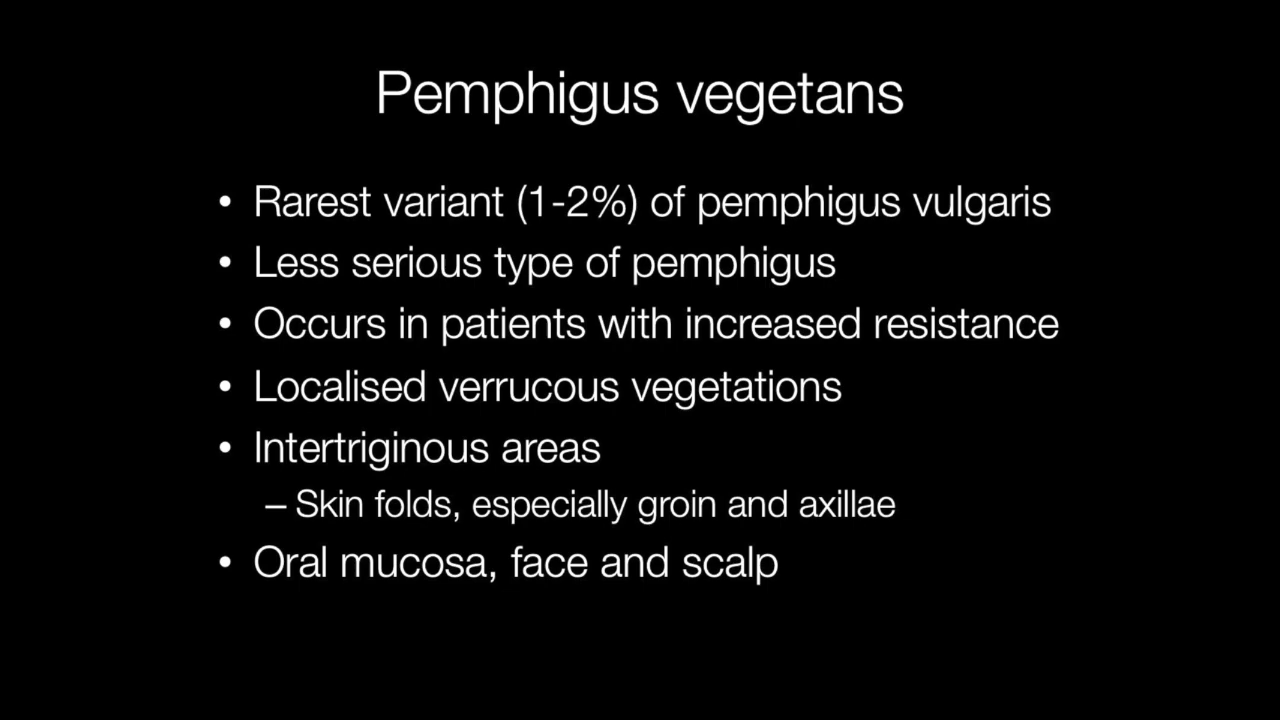 Pemphigus vegetans
• Rarest variant (1-2%) of pemphigus vulgaris
• Less serious type of pemphigus
• Occurs in patients with increased resistance
• Localised verrucous vegetations
• Intertriginous areas
– Skin folds, especially groin and axillae
• Oral mucosa, face and scalp